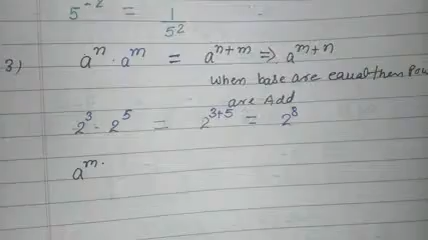 5^-2 = 1/5^2
3) a^n · a^m = a^n+m ⇒ a^m+n
When base are equal then Pow
are Add
2^3 · 2^5 = 2^3+5 = 2^8
a^m ·